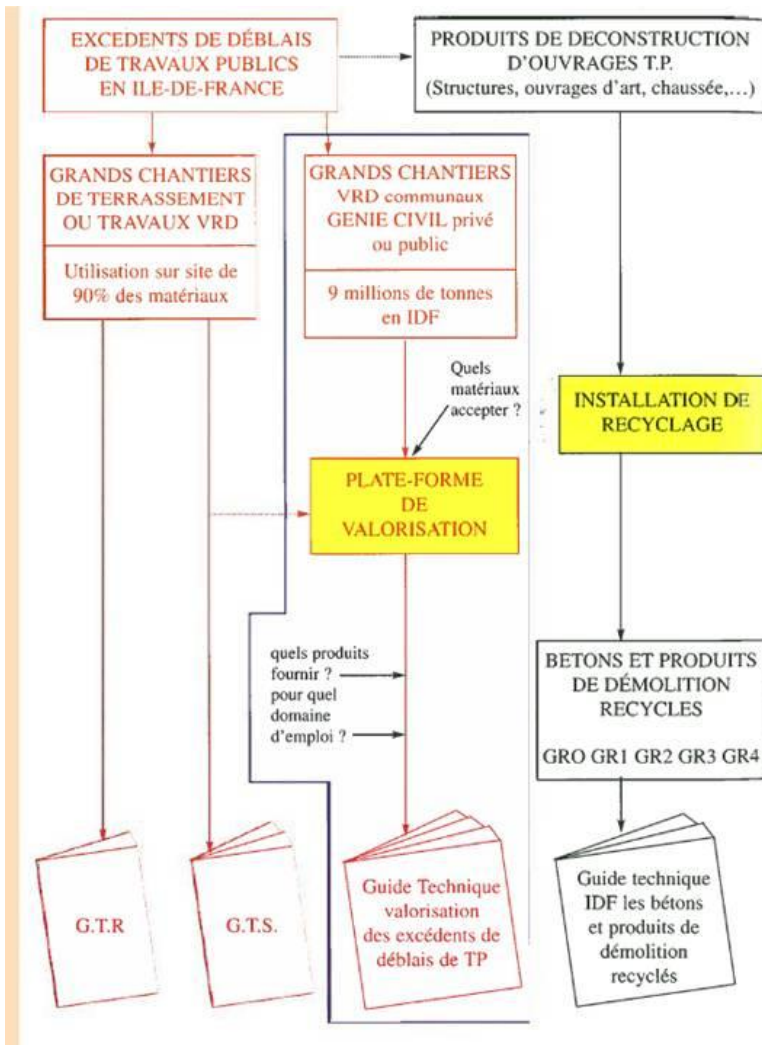 EXCEDENTS DE DÉBLAIS
DE TRAVAUX PUBLICS
EN ILE-DE-FRANCE
PRODUITS DE DECONSTRUCTION
D'OUVRAGES T.P.
(Structures, ouvrages d'art, chaussée,...)
GRANDS CHANTIERS
DE TERRASSEMENT
OU TRAVAUX VRD
Utilisation sur site de
90% des matériaux
GRANDS CHANTIERS
VRD communaux
GENIE CIVIL privé
ou public
9 millions de tonnes
en IDF
Quels
matériaux
accepter ?
INSTALLATION DE
RECYCLAGE
PLATE-FORME
DE
VALORISATION
quels produits
fournir ?
pour quel
domaine
d'emploi ?
BETONS ET PRODUITS
DE DÉMOLITION
RECYCLES
GRO GR1 GR2 GR3 GR4
G.T.R
G.T.S.
Guide Technique
valorisation
des excédents de
déblais de TP
Guide technique
IDF les bétons
et produits de
démolition
recyclés